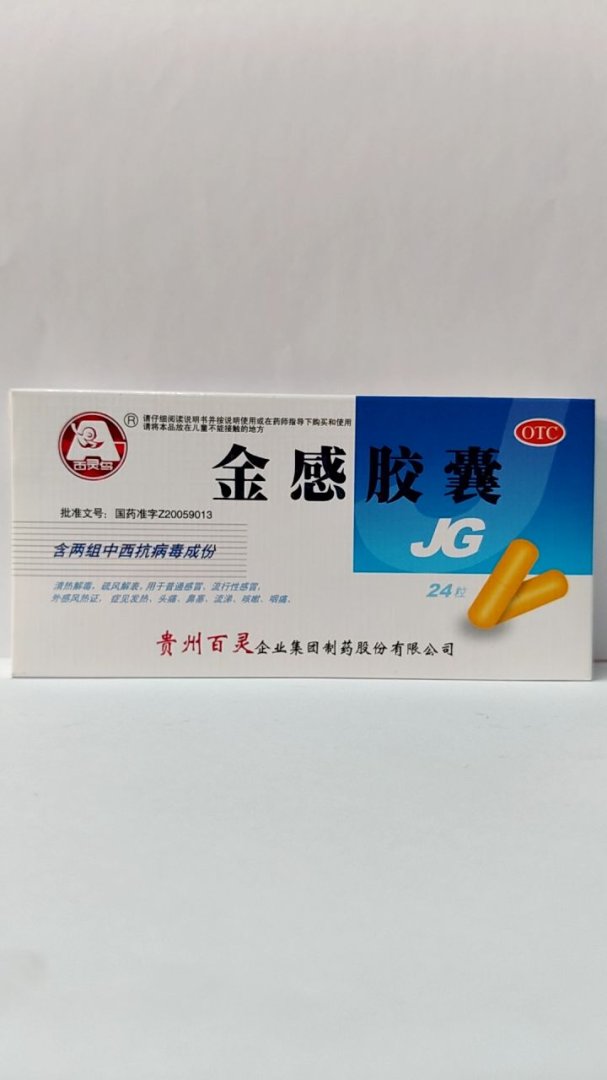 百灵鸟
®
请仔细阅读说明书并按说明使用或在药师指导下购买和使用
请将本品放在儿童不能接触的地方
OTC
金感胶囊
批准文号：国药准字Z20059013
JG
含两组中西抗病毒成份
清热解毒，疏风解表，用于普通感冒，流行性感冒，
外感风热证，症见发热、头痛、鼻塞、流涕、咳嗽、咽痛。
24粒
贵州百灵企业集团制药股份有限公司